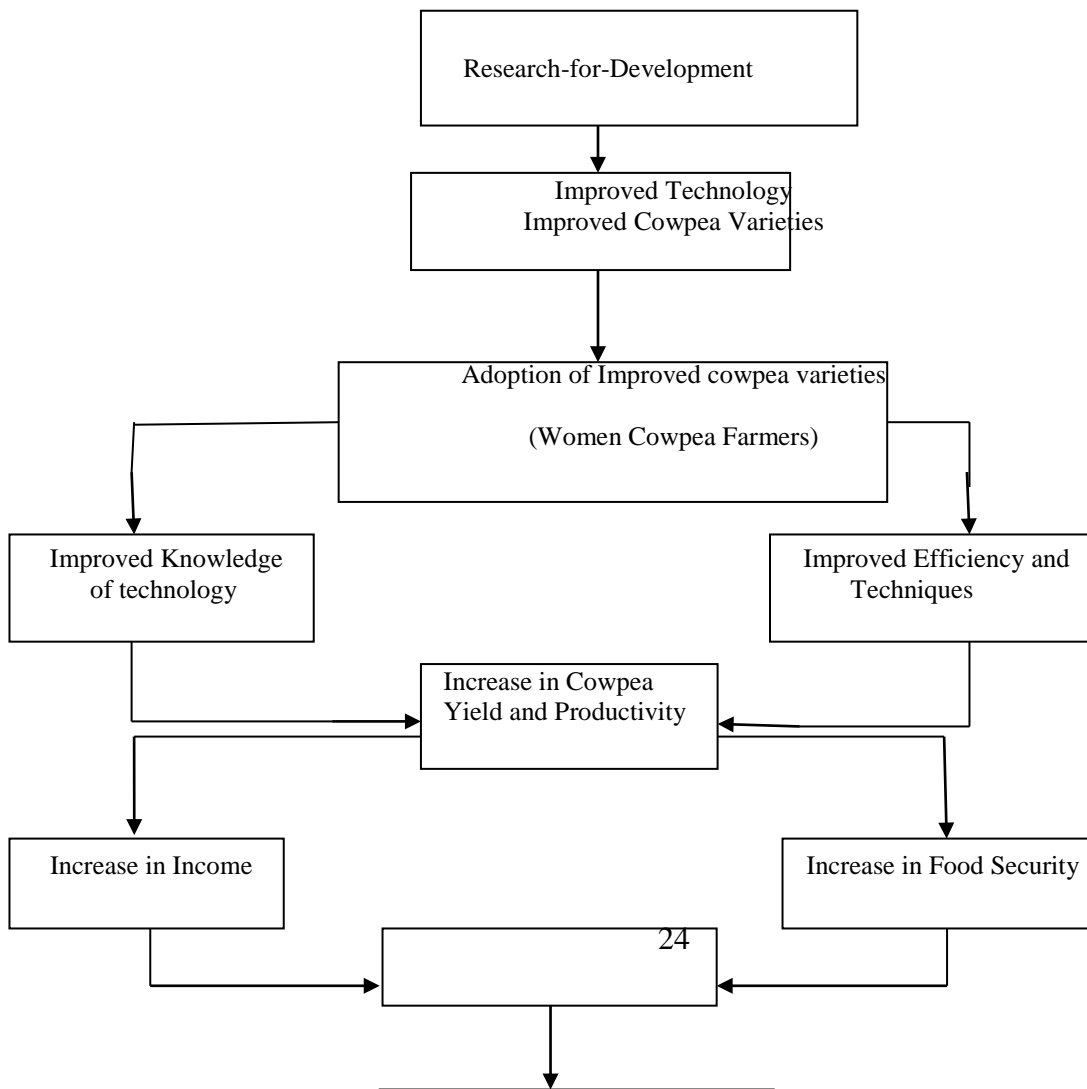 Research-for-Development
Improved Technology
Improved Cowpea Varieties
Adoption of Improved cowpea varieties
(Women Cowpea Farmers)
Improved Knowledge
of technology
Improved Efficiency and
Techniques
Increase in Cowpea
Yield and Productivity
Increase in Income
Increase in Food Security
24